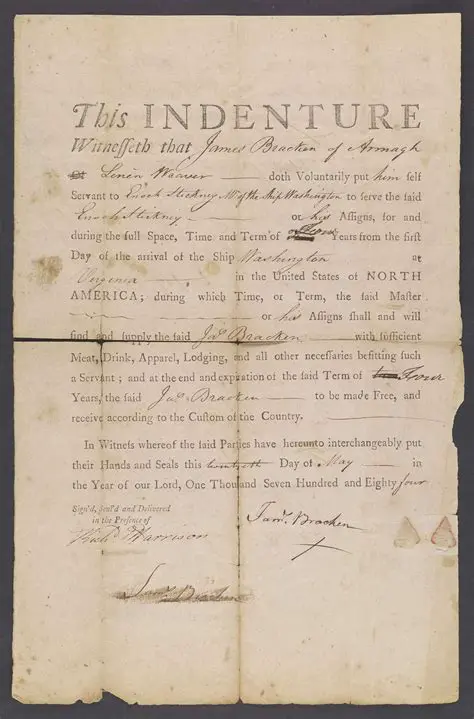 This INDENTURE
Witnesseth that James Bracken of Armagh
Linen Weaver doth Voluntarily put him self
Servant to Enoch Stickney Mr. of the Ship Washington to serve the said
Enoch Stickney or his Assigns, for and
during the full Space, Time and Term of Four Years from the first
Day of the arrival of the Ship Washington at
Virginia in the United States of NORTH
AMERICA; during which Time, or Term, the said Master
or his Assigns shall and will
find and supply the said Jas. Bracken with sufficient
Meat, Drink, Apparel, Lodging, and all other necessaries befitting such
a Servant; and at the end and expiration of the said Term of Four
Years, the said Jas. Bracken to be made Free, and
receive according to the Custom of the Country.
In Witness whereof the said Parties have hereunto interchangeably put
their Hands and Seals this twentieth Day of May in
the Year of our Lord, One Thousand Seven Hundred and Eighty four
Sign'd, Seal'd and Delivered
in the Presence of
Harrison
Jams. Bracken
Jams. Bracken